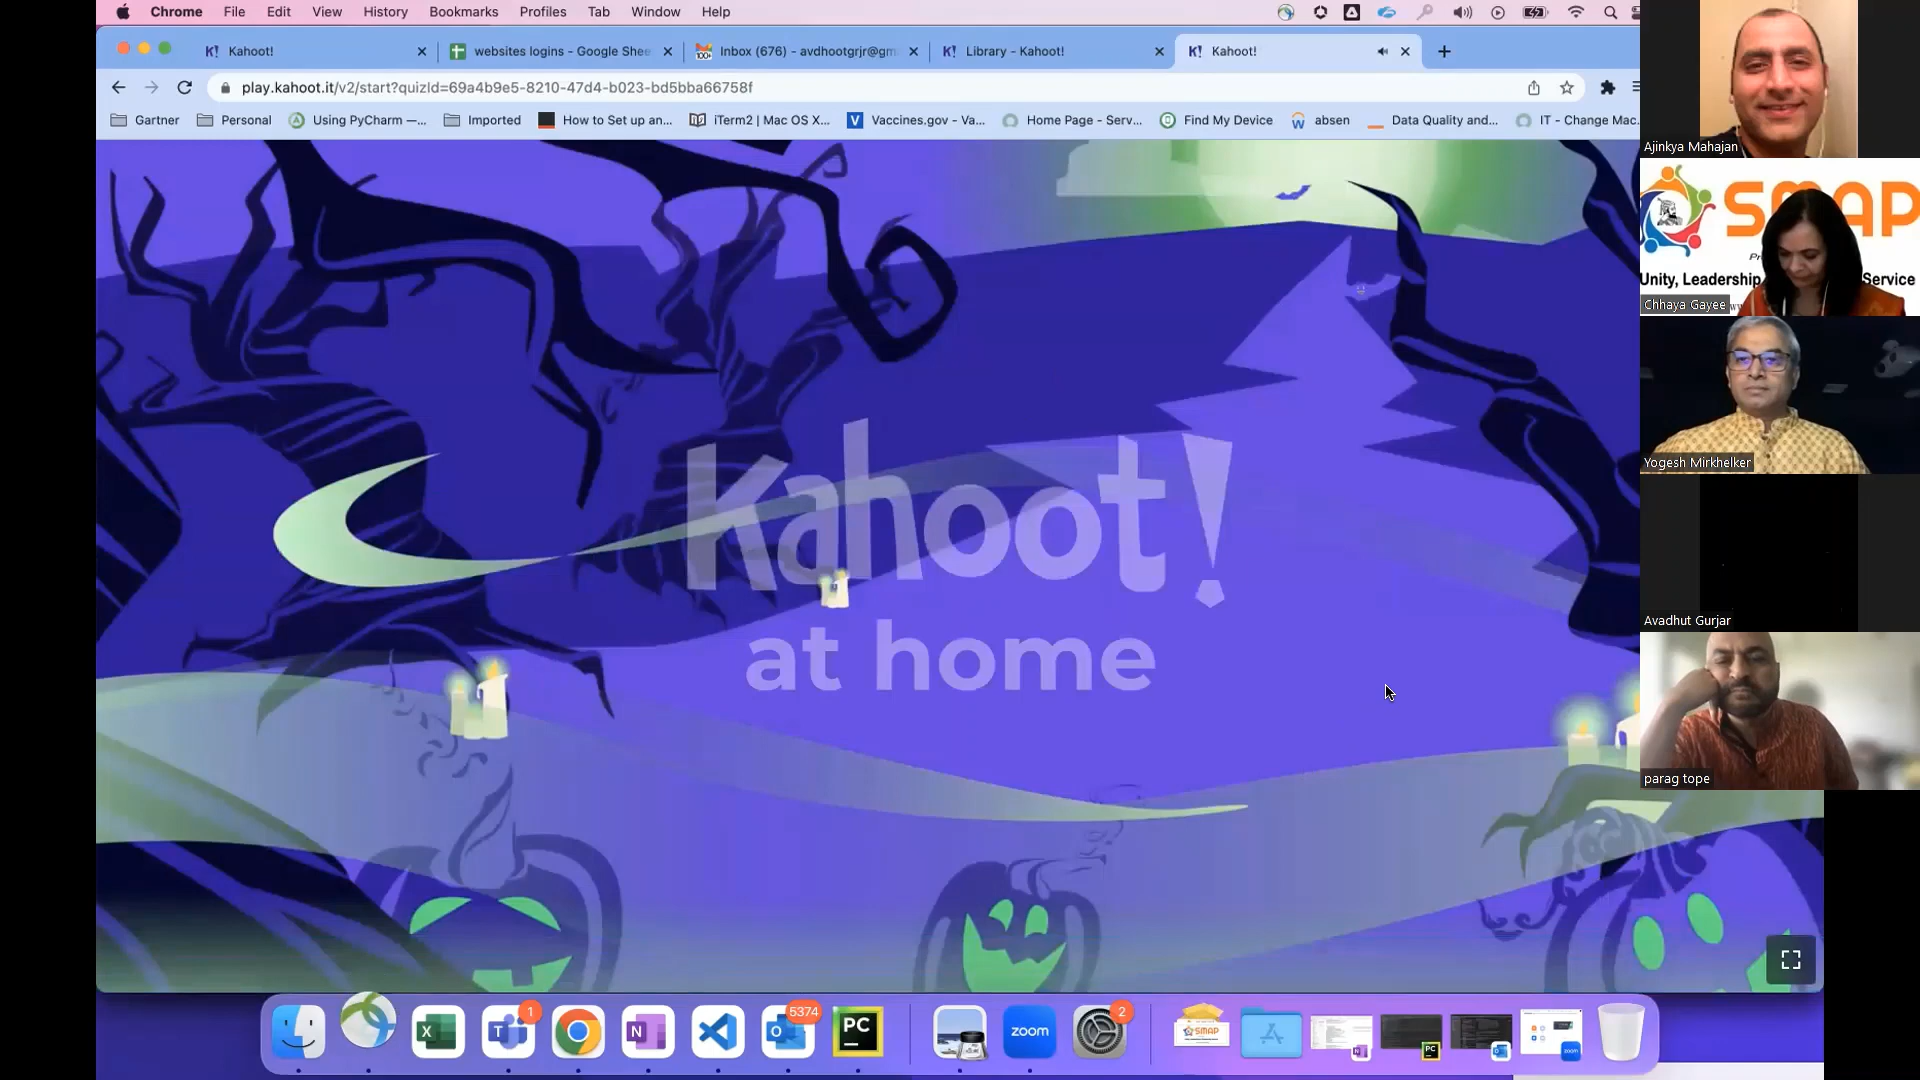 Chrome File Edit View History Bookmarks Profiles Tab Window Help
Kahoot!
websites logins - Google Shee
Inbox (676) - avdhootgrjr@gm
Library - Kahoot!
Kahoot!
play.kahoot.it/v2/start?quizId=69a4b9e5-8210-47d4-b023-bd5bba66758f
Gartner
Personal
Using PyCharm —...
Imported
How to Set up an...
iTerm2 | Mac OS X...
Vaccines.gov - Va...
Home Page - Serv...
Find My Device
absen
Data Quality and...
IT - Change Mac.
Kahoot!
at home
Ajinkya Mahajan
SMAP
Unity, Leadership
Service
Chhaya Gayee
Yogesh Mirkhelker
Avadhut Gurjar
parag tope
1
5374
PC
zoom
2
SMAP
PC
zoom